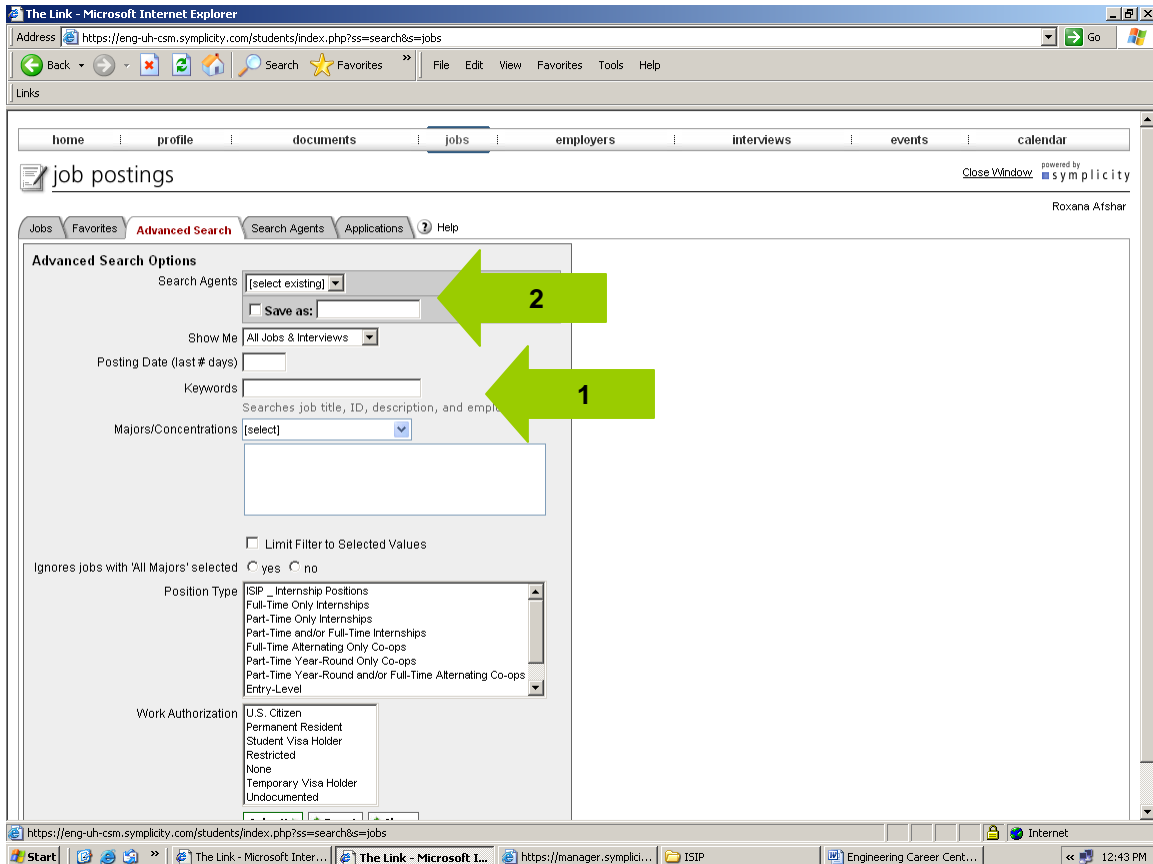 The Link - Microsoft Internet Explorer
Address https://eng-uh-csm.symplicity.com/students/index.php?ss=search&s=jobs Go
Back Search Favorites » File Edit View Favorites Tools Help
Links
home profile documents jobs employers interviews events calendar
job postings Close Window powered by symplicity
Roxana Afshar
Jobs Favorites Advanced Search Search Agents Applications ? Help
Advanced Search Options
Search Agents [select existing]
2
Save as:
Show Me All Jobs & Interviews
Posting Date (last # days)
Keywords
1
Searches job title, ID, description, and
Majors/Concentrations [select]
Limit Filter to Selected Values
Ignores jobs with 'All Majors' selected yes no
Position Type ISIP _ Internship Positions
Full-Time Only Internships
Part-Time Only Internships
Part-Time and/or Full-Time Internships
Full-Time Alternating Only Co-ops
Part-Time Year-Round Only Co-ops
Part-Time Year-Round and/or Full-Time Alternating Co-ops
Entry-Level
Work Authorization U.S. Citizen
Permanent Resident
Student Visa Holder
Restricted
None
Temporary Visa Holder
Undocumented
https://eng-uh-csm.symplicity.com/students/index.php?ss=search&s=jobs Internet
Start » The Link - Microsoft Inter... The Link - Microsoft I... https://manager.symplici... ISIP Engineering Career Cent... « 12:43 PM